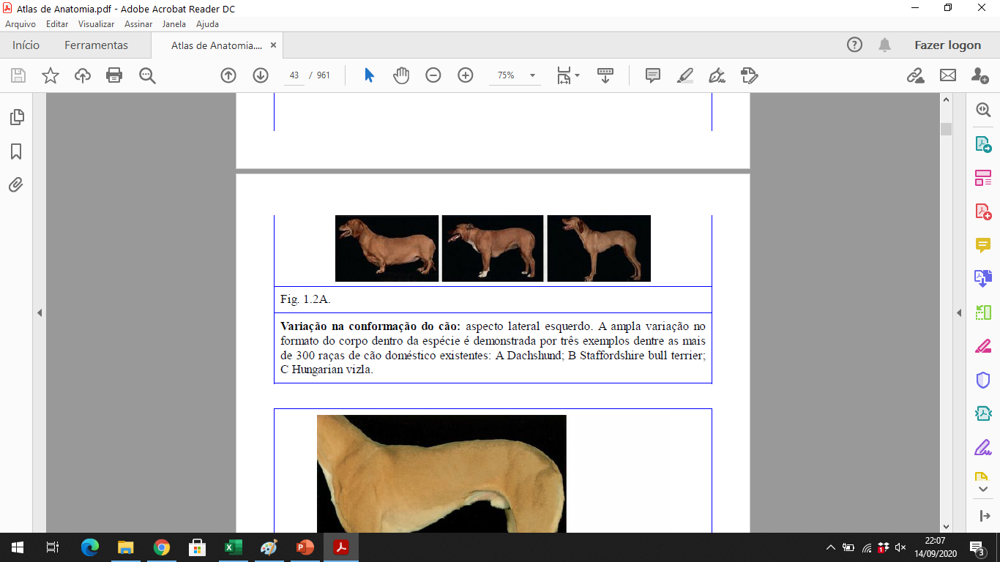 Atlas de Anatomia.pdf - Adobe Acrobat Reader DC
Arquivo Editar Visualizar Assinar Janela Ajuda
Início Ferramentas Atlas de Anatomia.... × Fazer logon
43 / 961 75%
Fig. 1.2A.
Variação na conformação do cão: aspecto lateral esquerdo. A ampla variação no
formato do corpo dentro da espécie é demonstrada por três exemplos dentre as mais
de 300 raças de cão doméstico existentes: A Dachshund; B Staffordshire bull terrier;
C Hungarian vizla.
22:07
14/09/2020
3